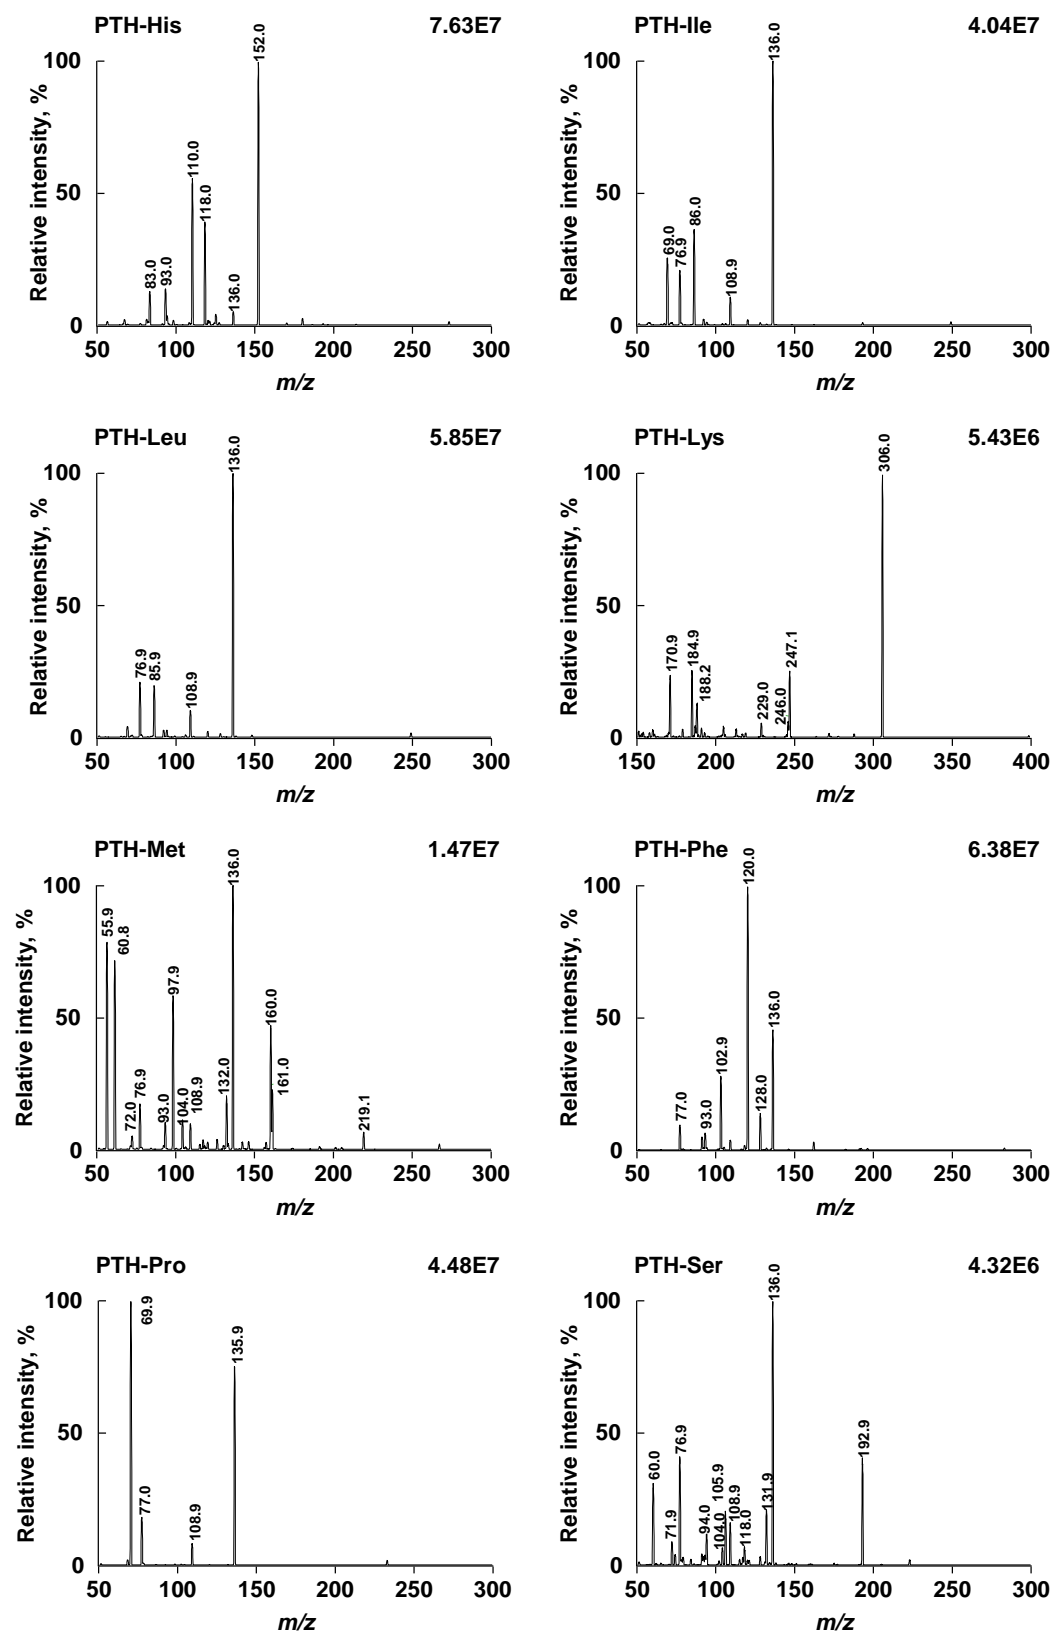 PTH-His 7.63E7
Relative intensity, %
100
50
0
83.0
93.0
110.0
118.0
136.0
152.0
50 100 150 200 250 300
m/z
PTH-Ile 4.04E7
Relative intensity, %
100
50
0
69.0
76.9
86.0
108.9
136.0
50 100 150 200 250 300
m/z
PTH-Leu 5.85E7
Relative intensity, %
100
50
0
76.9
85.9
108.9
136.0
50 100 150 200 250 300
m/z
PTH-Lys 5.43E6
Relative intensity, %
100
50
0
170.9
184.9
188.2
229.0
246.0
247.1
306.0
150 200 250 300 350 400
m/z
PTH-Met 1.47E7
Relative intensity, %
100
50
0
55.9
60.8
72.0
76.9
93.0
97.9
104.0
108.9
132.0
136.0
160.0
161.0
219.1
50 100 150 200 250 300
m/z
PTH-Phe 6.38E7
Relative intensity, %
100
50
0
77.0
93.0
102.9
120.0
128.0
136.0
50 100 150 200 250 300
m/z
PTH-Pro 4.48E7
Relative intensity, %
100
50
0
69.9
77.0
108.9
135.9
50 100 150 200 250 300
m/z
PTH-Ser 4.32E6
Relative intensity, %
100
50
0
60.0
71.9
76.9
94.0
104.0
105.9
108.9
118.0
131.9
136.0
192.9
50 100 150 200 250 300
m/z